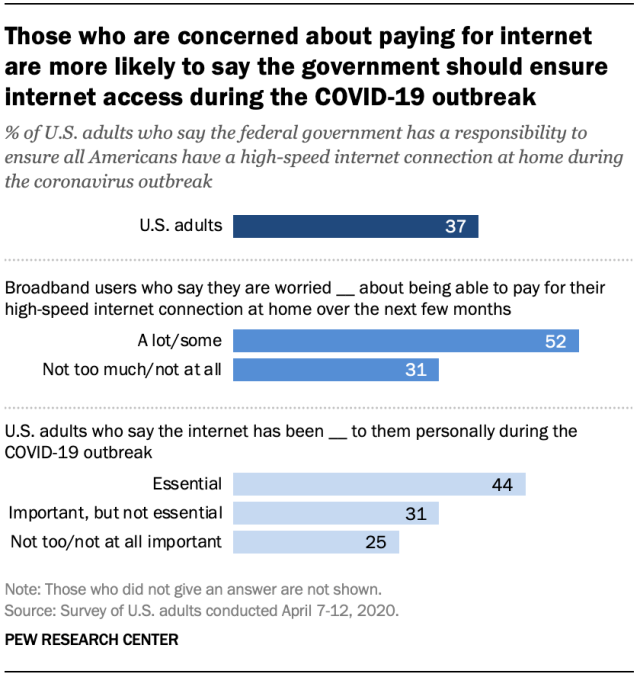 Those who are concerned about paying for internet
are more likely to say the government should ensure
internet access during the COVID-19 outbreak
% of U.S. adults who say the federal government has a responsibility to
ensure all Americans have a high-speed internet connection at home during
the coronavirus outbreak
U.S. adults 37
Broadband users who say they are worried __ about being able to pay for their
high-speed internet connection at home over the next few months
A lot/some 52
Not too much/not at all 31
U.S. adults who say the internet has been __ to them personally during the
COVID-19 outbreak
Essential 44
Important, but not essential 31
Not too/not at all important 25
Note: Those who did not give an answer are not shown.
Source: Survey of U.S. adults conducted April 7-12, 2020.
PEW RESEARCH CENTER